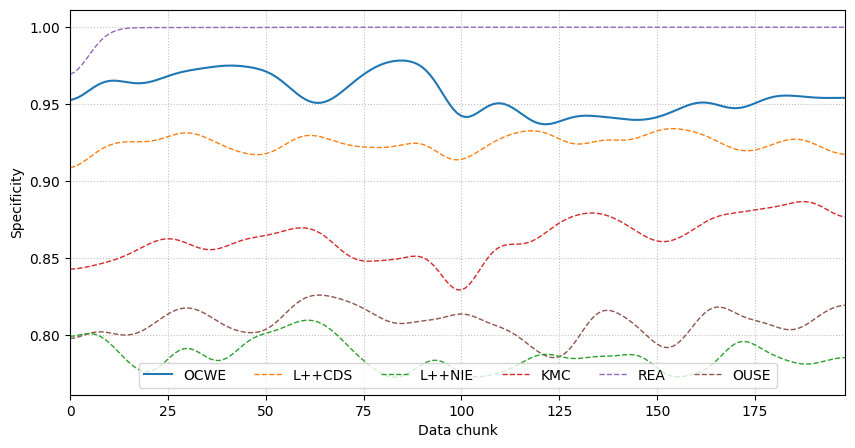 1.00
0.95
0.90
0.85
0.80
Specificity
OCWE L++CDS L++NIE KMC REA OUSE
0 25 50 75 100 125 150 175
Data chunk